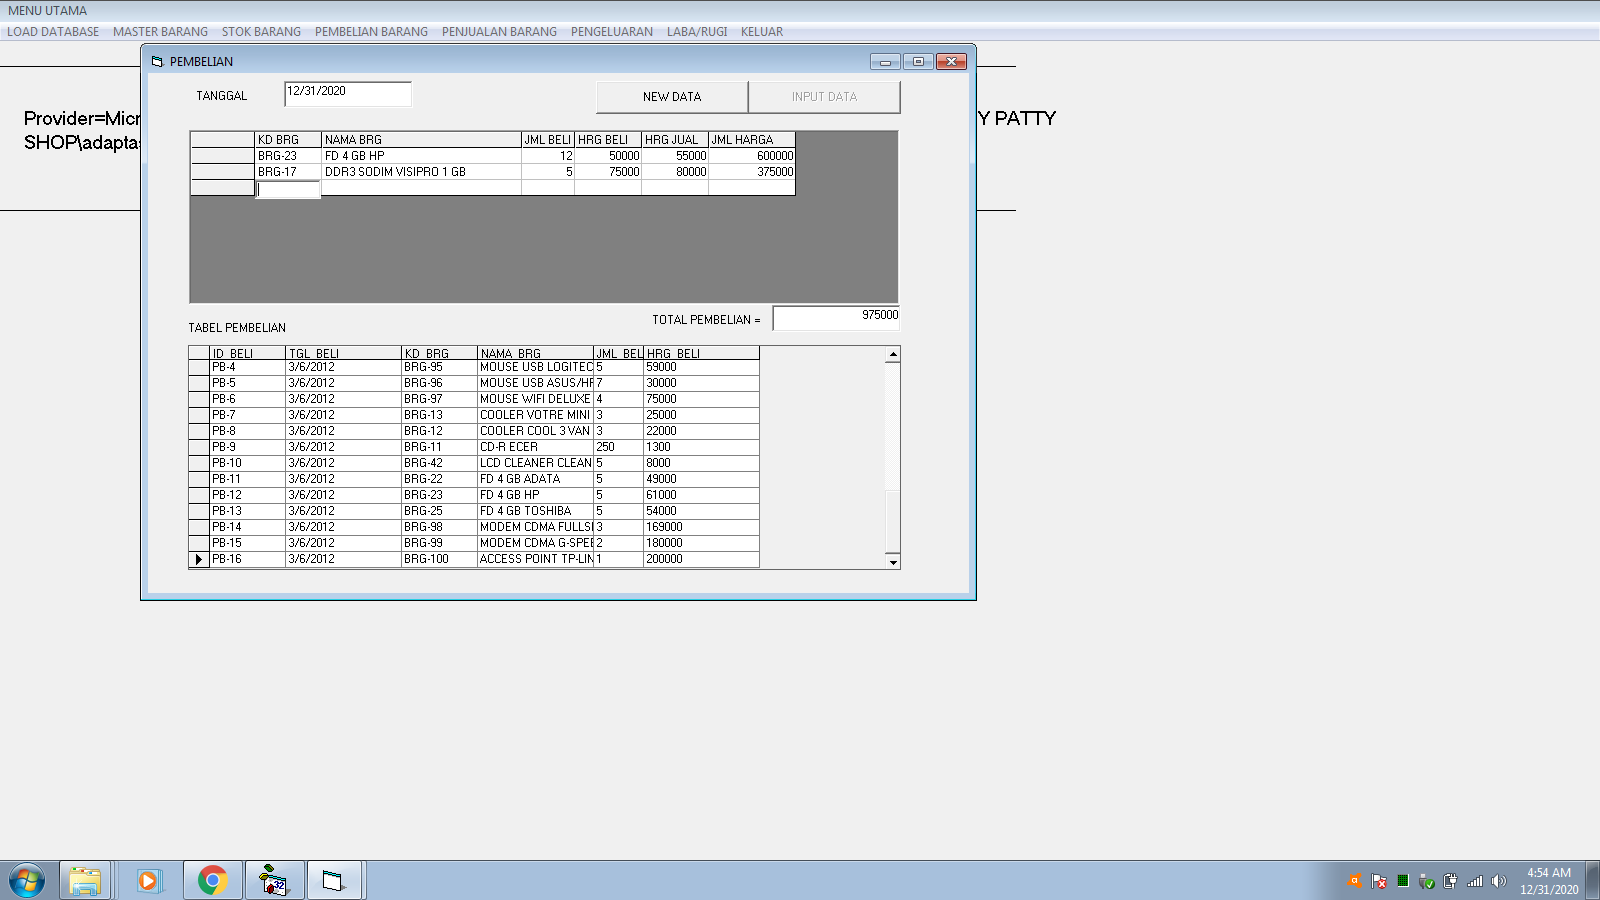 MENU UTAMA
LOAD DATABASE MASTER BARANG STOK BARANG PEMBELIAN BARANG PENJUALAN BARANG PENGELUARAN LABA/RUGI KELUAR
PEMBELIAN
TANGGAL 12/31/2020 NEW DATA INPUT DATA
Provider=Micr Y PATTY
SHOP\adapta
KD BRG NAMA BRG JML BELI HRG BELI HRG JUAL JML HARGA
BRG-23 FD 4 GB HP 12 50000 55000 600000
BRG-17 DDR3 SODIM VISIPRO 1 GB 5 75000 80000 375000
TOTAL PEMBELIAN = 975000
TABEL PEMBELIAN
ID_BELI TGL_BELI KD_BRG NAMA_BRG JML_BEL HRG_BELI
PB-4 3/6/2012 BRG-95 MOUSE USB LOGITEC 5 59000
PB-5 3/6/2012 BRG-96 MOUSE USB ASUS/HF 7 30000
PB-6 3/6/2012 BRG-97 MOUSE WIFI DELUXE 4 75000
PB-7 3/6/2012 BRG-13 COOLER VOTRE MINI 3 25000
PB-8 3/6/2012 BRG-12 COOLER COOL 3 VAN 3 22000
PB-9 3/6/2012 BRG-11 CD-R ECER 250 1300
PB-10 3/6/2012 BRG-42 LCD CLEANER CLEAN 5 8000
PB-11 3/6/2012 BRG-22 FD 4 GB ADATA 5 49000
PB-12 3/6/2012 BRG-23 FD 4 GB HP 5 61000
PB-13 3/6/2012 BRG-25 FD 4 GB TOSHIBA 5 54000
PB-14 3/6/2012 BRG-98 MODEM CDMA FULLSI 3 169000
PB-15 3/6/2012 BRG-99 MODEM CDMA G-SPEE 2 180000
PB-16 3/6/2012 BRG-100 ACCESS POINT TP-LIN 1 200000
32
4:54 AM
12/31/2020